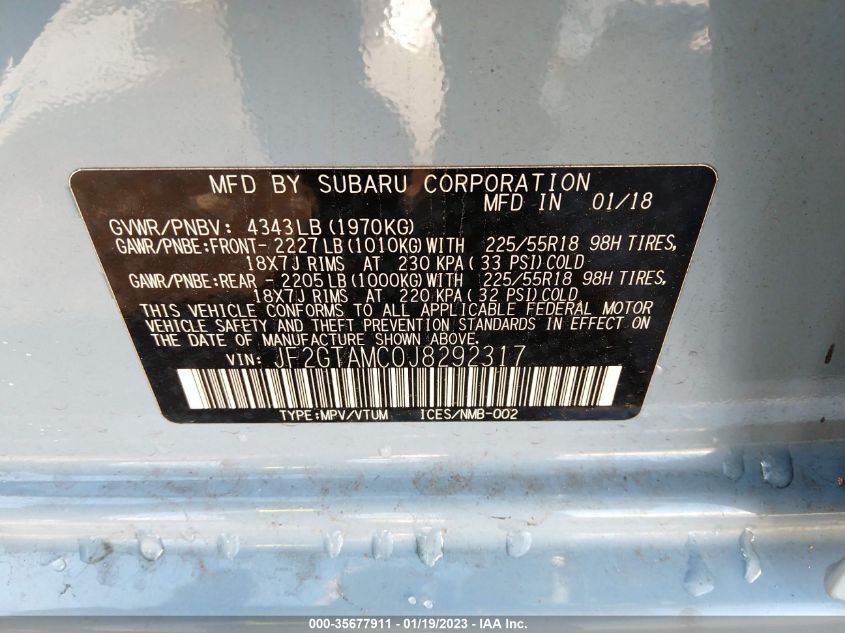 MFD BY SUBARU CORPORATION
MFD IN 01/18
GVWR/PNBV: 4343LB (1970KG)
GAWR/PNBE:FRONT- 2227LB (1010KG) WITH 225/55R18 98H TIRES,
18X7J RIMS AT 230 KPA ( 33 PSI) COLD
GAWR/PNBE:REAR - 2205LB (1000KG) WITH 225/55R18 98H TIRES,
18X7J RIMS AT 220 KPA ( 32 PSI) COLD
THIS VEHICLE CONFORMS TO ALL APPLICABLE FEDERAL MOTOR
VEHICLE SAFETY AND THEFT PREVENTION STANDARDS IN EFFECT ON
THE DATE OF MANUFACTURE SHOWN ABOVE.
VIN: JF2GTAMC0J8292317
TYPE:MPV/VTUM ICES/NMB-002
000-35677911 - 01/19/2023 - IAA Inc.